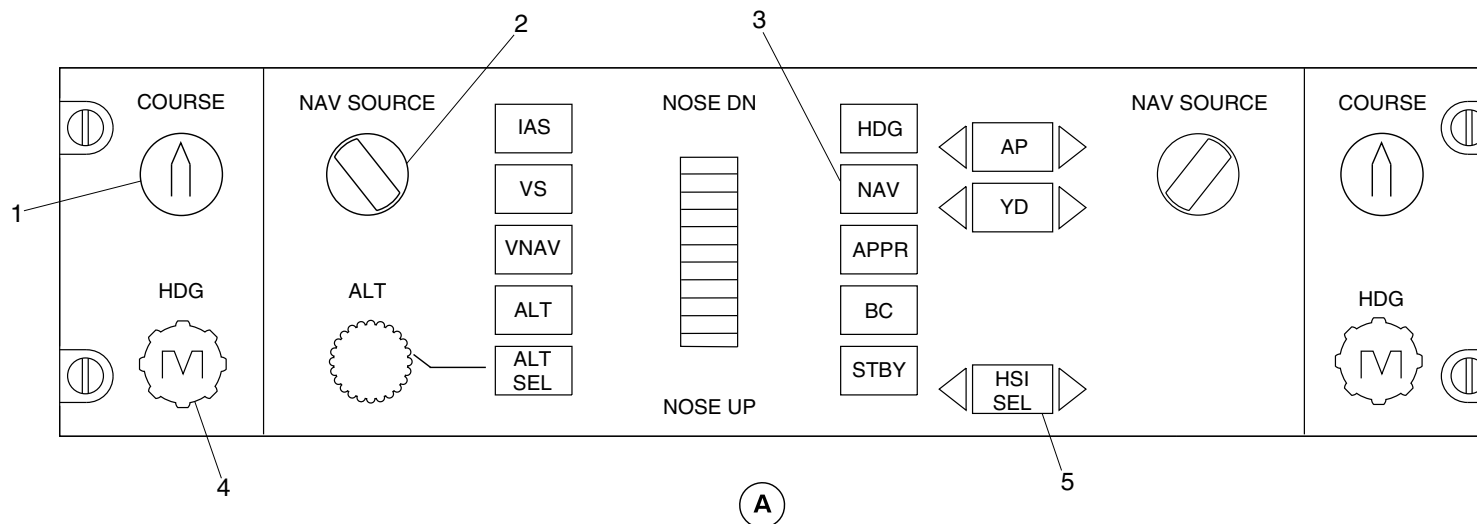 2
3
COURSE
NAV SOURCE
NOSE DN
NAV SOURCE
COURSE
IAS
HDG
AP
1
VS
NAV
YD
VNAV
APPR
HDG
ALT
ALT
BC
HDG
ALT
SEL
STBY
HSI
SEL
NOSE UP
4
5
A